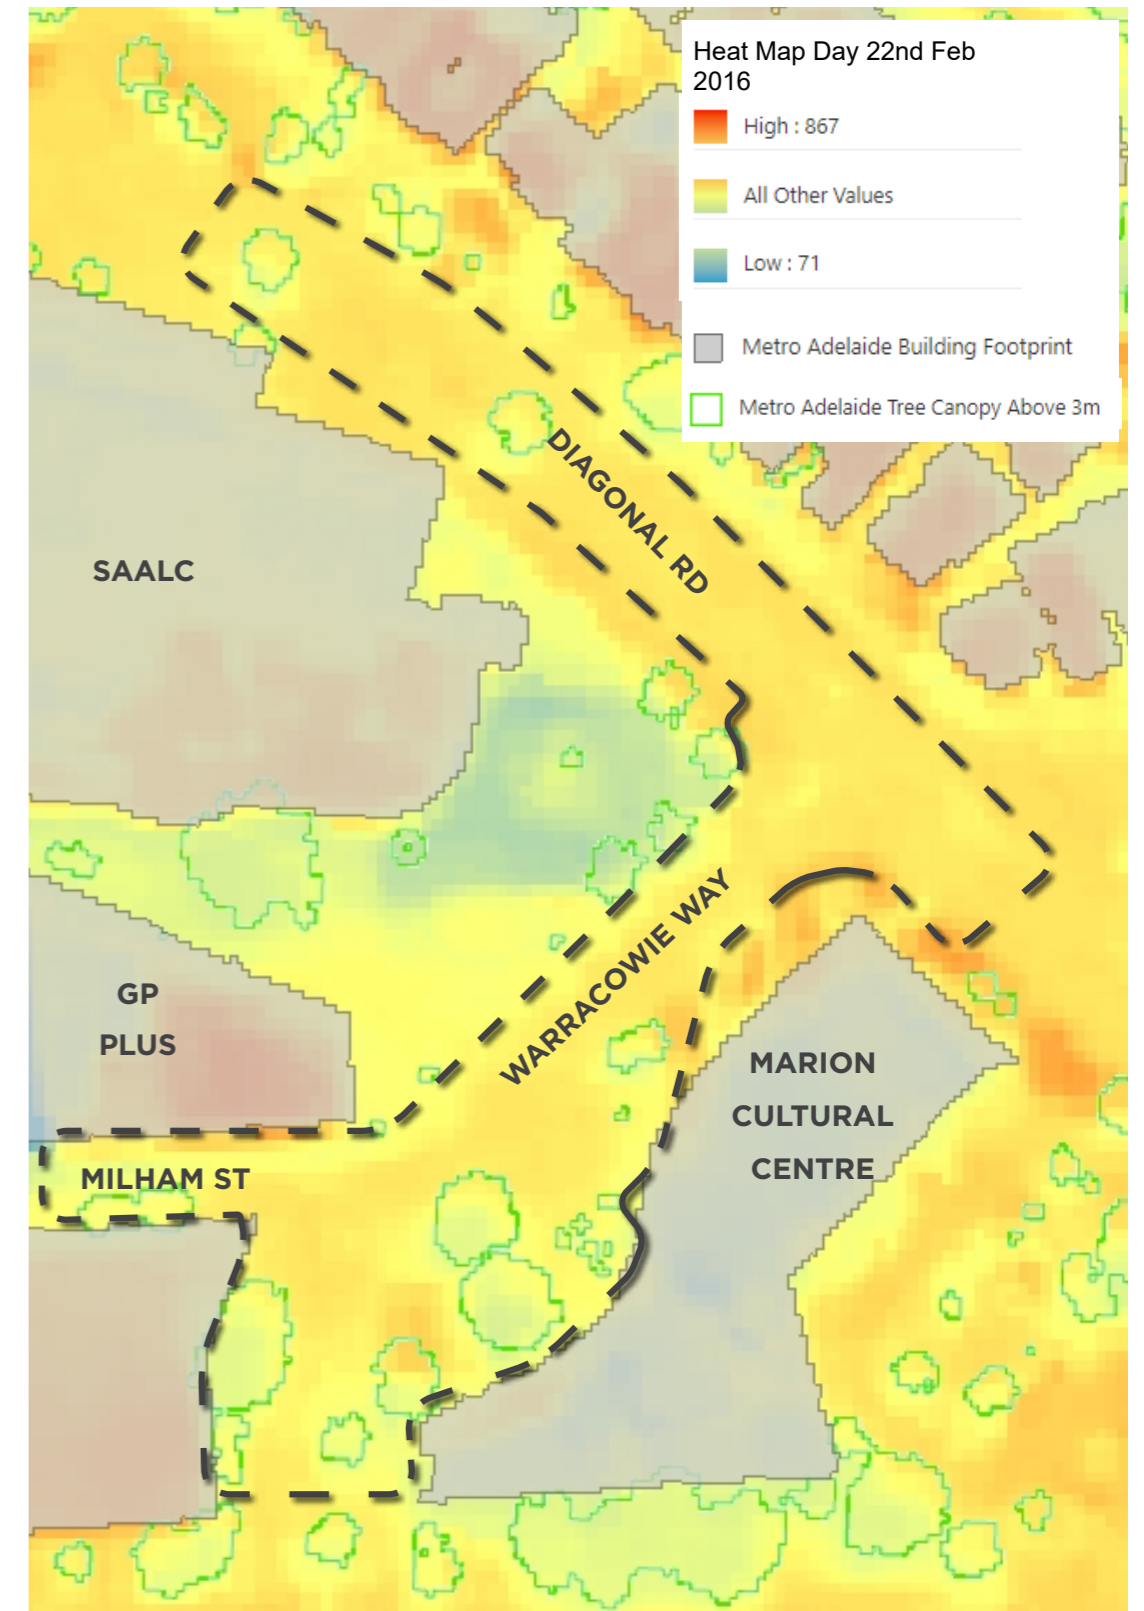 Heat Map Day 22nd Feb
2016
High : 867
All Other Values
Low : 71
Metro Adelaide Building Footprint
Metro Adelaide Tree Canopy Above 3m
DIAGONAL RD
SAALC
WARRACOWIE WAY
GP
PLUS
MARION
CULTURAL
CENTRE
MILHAM ST